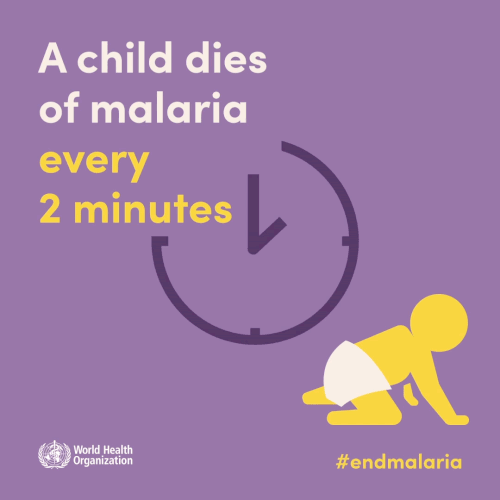 A child dies
of malaria
every
2 minutes
World Health
Organization
#endmalaria